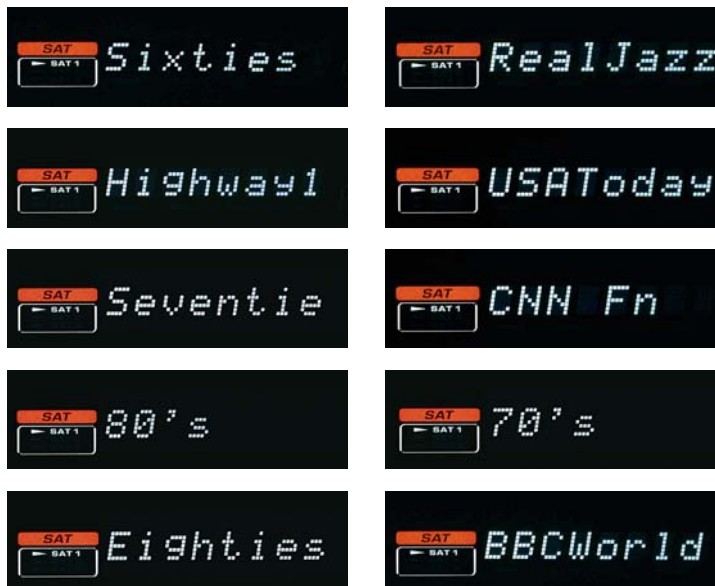 SAT
SAT 1
Sixties
SAT
SAT 1
RealJazz
SAT
SAT 1
Highway1
SAT
SAT 1
USAToday
SAT
SAT 1
Seventie
SAT
SAT 1
CNN Fn
SAT
SAT 1
80's
SAT
SAT 1
70's
SAT
SAT 1
Eighties
SAT
SAT 1
BBCWorld